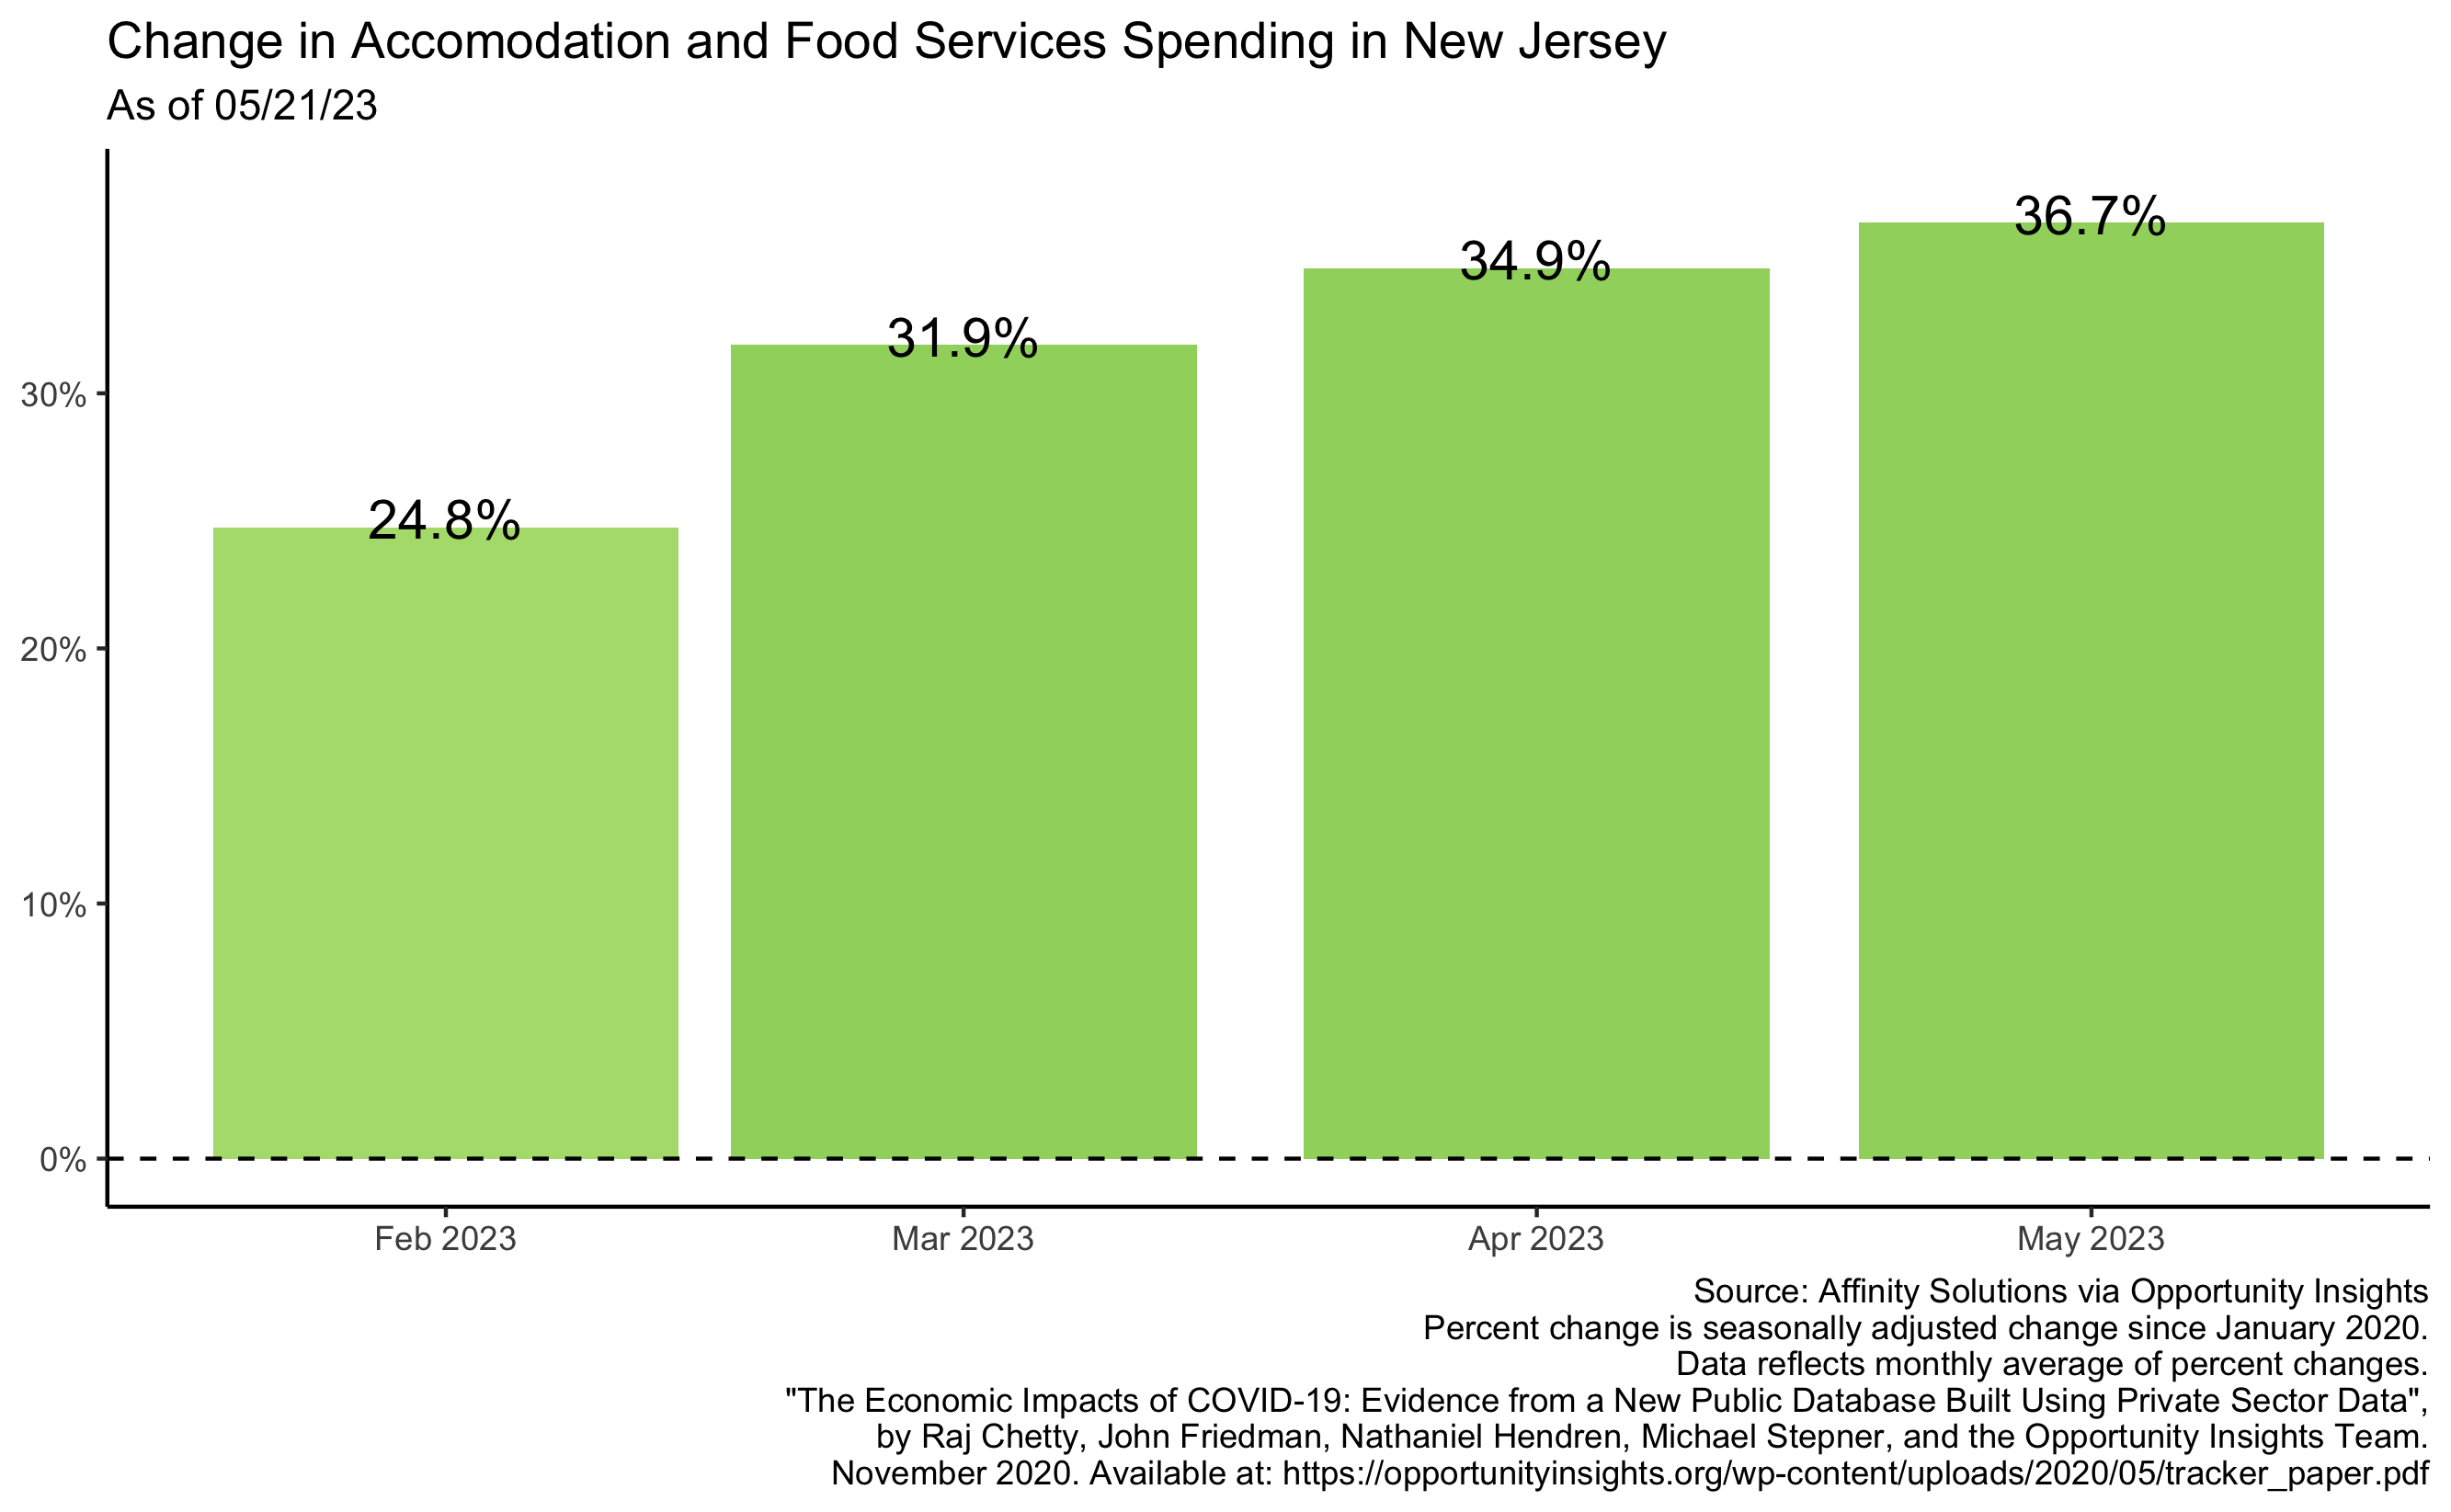 Change in Accomodation and Food Services Spending in New Jersey
As of 05/21/23
36.7%
34.9%
31.9%
24.8%
30%
20%
10%
0%
Feb 2023 Mar 2023 Apr 2023 May 2023
Source: Affinity Solutions via Opportunity Insights
Percent change is seasonally adjusted change since January 2020.
Data reflects monthly average of percent changes.
"The Economic Impacts of COVID-19: Evidence from a New Public Database Built Using Private Sector Data",
by Raj Chetty, John Friedman, Nathaniel Hendren, Michael Stepner, and the Opportunity Insights Team.
November 2020. Available at: https://opportunityinsights.org/wp-content/uploads/2020/05/tracker_paper.pdf